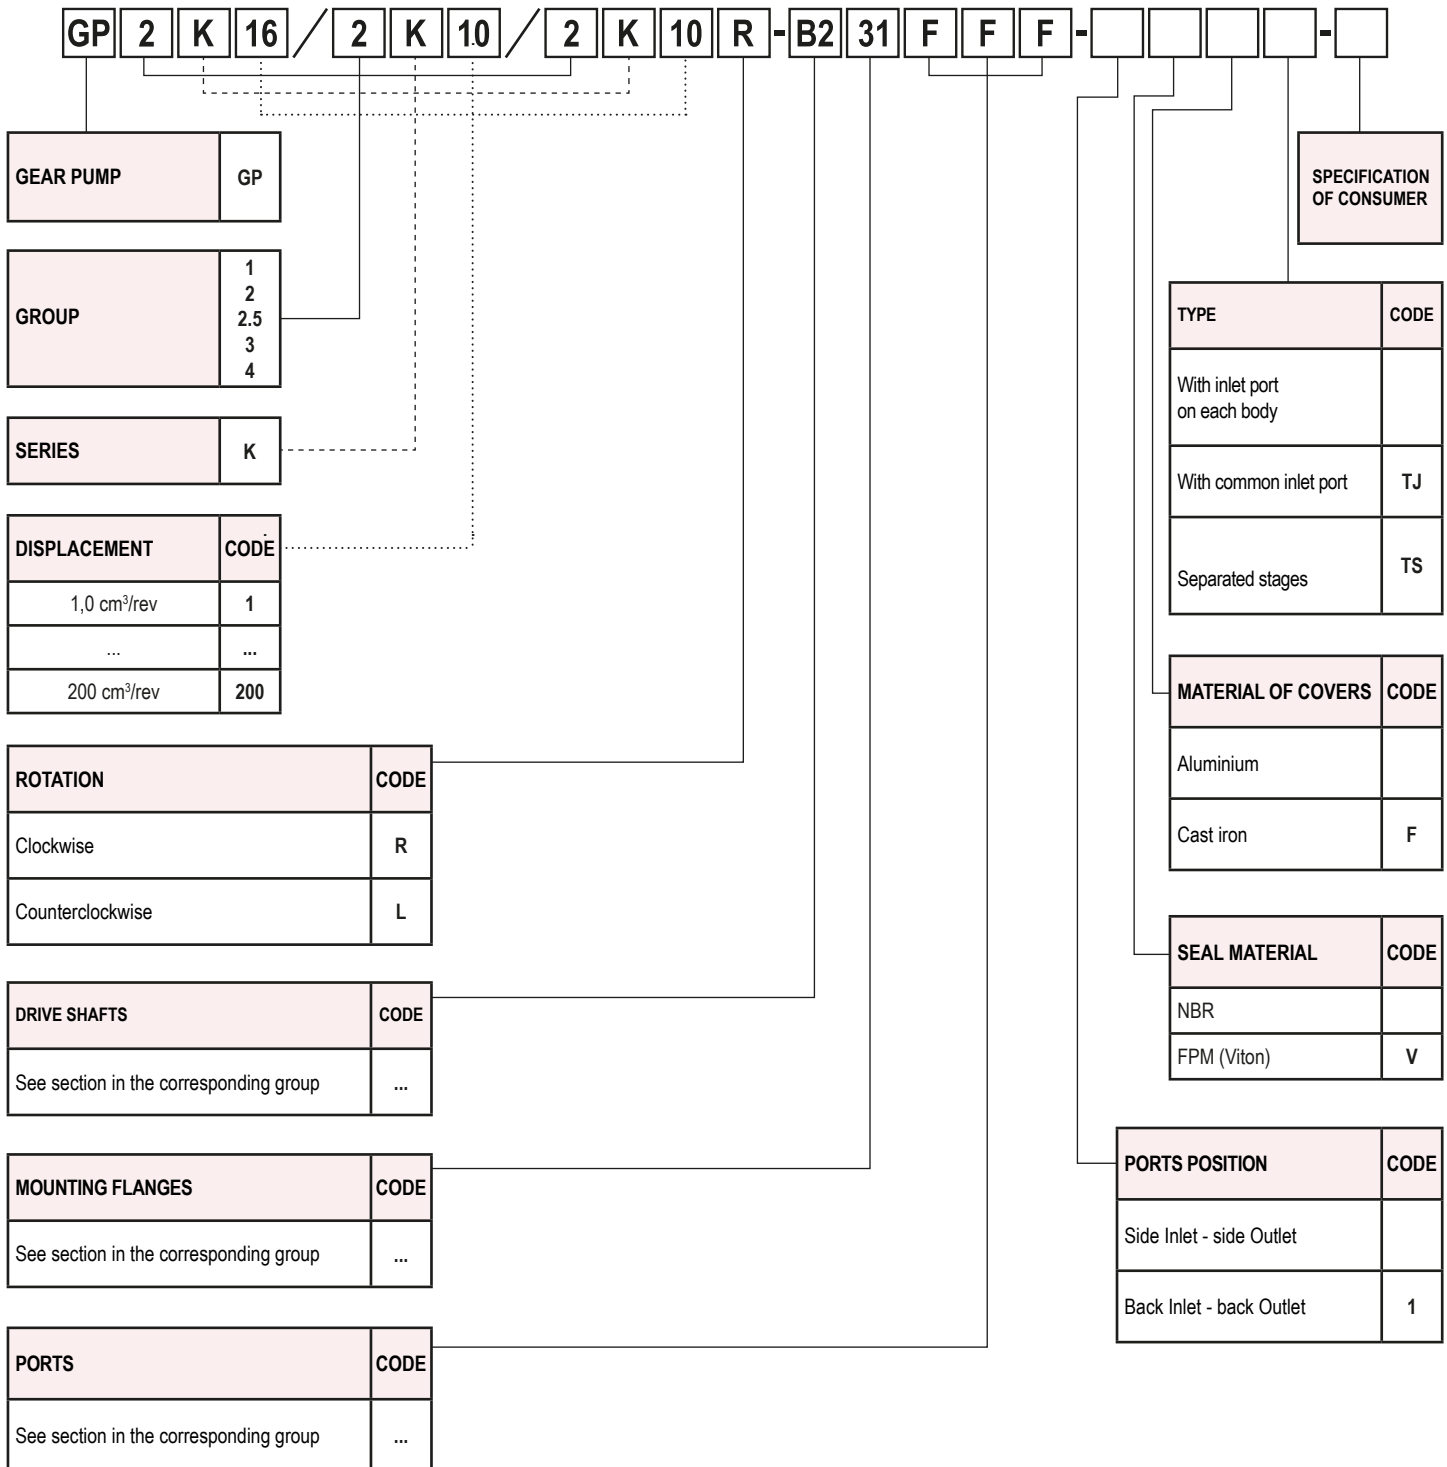 GP 2 K 16 / 2 K 10 / 2 K 10 R - B2 31 F F F - -
GEAR PUMP GP
SPECIFICATION
OF CONSUMER
GROUP
1
2
2.5
3
4
SERIES K
DISPLACEMENT CODE
1,0 cm³/rev 1
... ...
200 cm³/rev 200
ROTATION CODE
Clockwise R
Counterclockwise L
DRIVE SHAFTS CODE
See section in the corresponding group ...
MOUNTING FLANGES CODE
See section in the corresponding group ...
PORTS CODE
See section in the corresponding group ...
TYPE CODE
With inlet port
on each body
With common inlet port TJ
Separated stages TS
MATERIAL OF COVERS CODE
Aluminium
Cast iron F
SEAL MATERIAL CODE
NBR
FPM (Viton) V
PORTS POSITION CODE
Side Inlet - side Outlet
Back Inlet - back Outlet 1